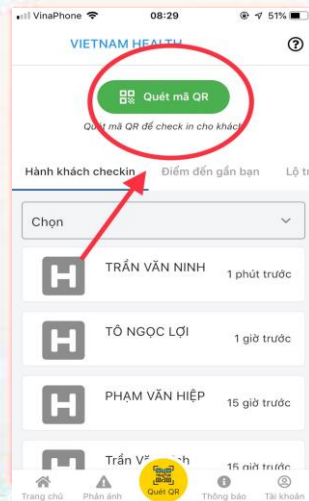 VinaPhone 08:29 51%
VIETNAM HEALTH
Quét mã QR
Quét mã QR để check in cho khách
Hành khách checkin Điểm đến gần bạn Lộ
Chọn
H TRẦN VĂN NINH 1 phút trước
H TÔ NGỌC LỢI 1 giờ trước
H PHẠM VĂN HIỆP 15 giờ trước
H Trần 15 giờ trước
Trang chủ Phản ánh Quét QR Thông báo Tài khoản